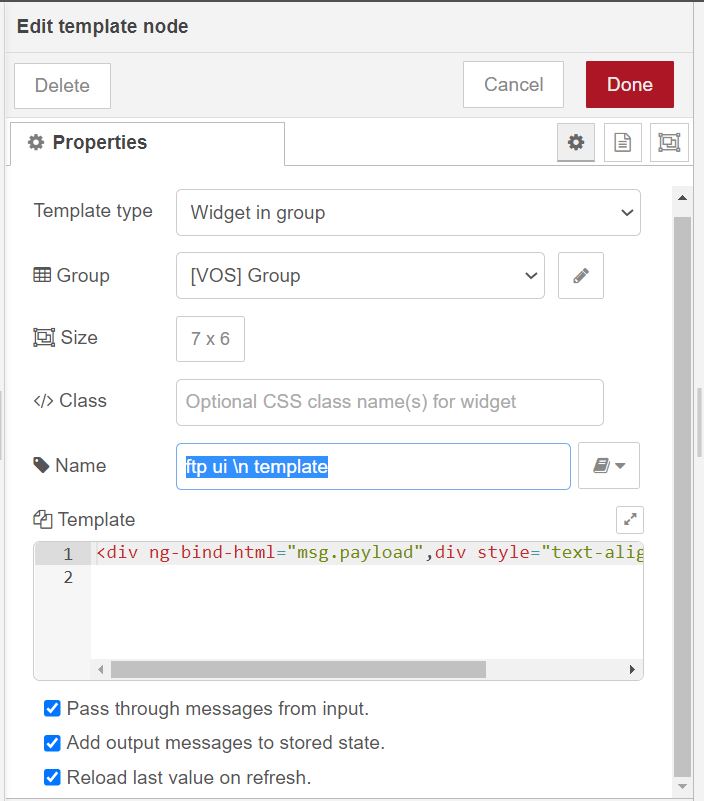 Edit template node
Delete
Cancel
Done
Properties
Template type
Widget in group
Group
[VOS] Group
Size
7 x 6
Class
Optional CSS class name(s) for widget
Name
ftp ui \n template
Template
1 <div ng-bind-html="msg.payload",div style="text-alig
2
Pass through messages from input.
Add output messages to stored state.
Reload last value on refresh.